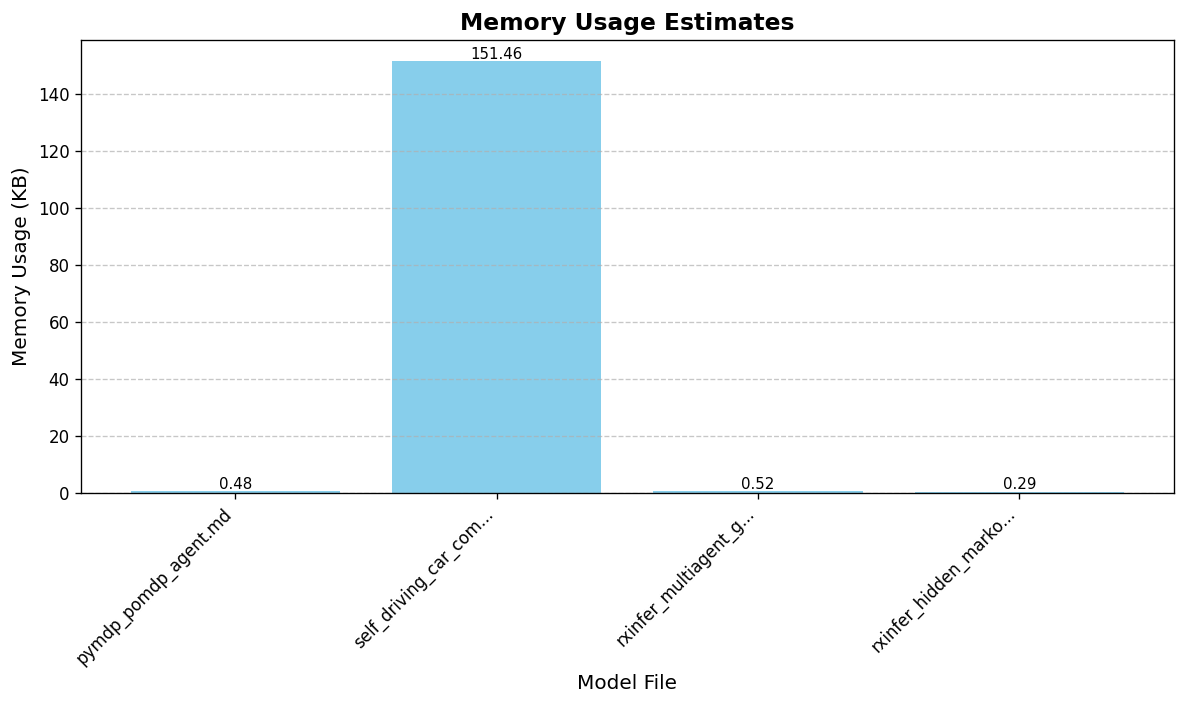 Memory Usage Estimates
151.46
140
120
100
80
60
40
20
0
Memory Usage (KB)
0.48
0.52
0.29
pymdp_pomdp_agent.md
self_driving_car_com...
rxinfer_multiagent_g...
rxinfer_hidden_marko...
Model File